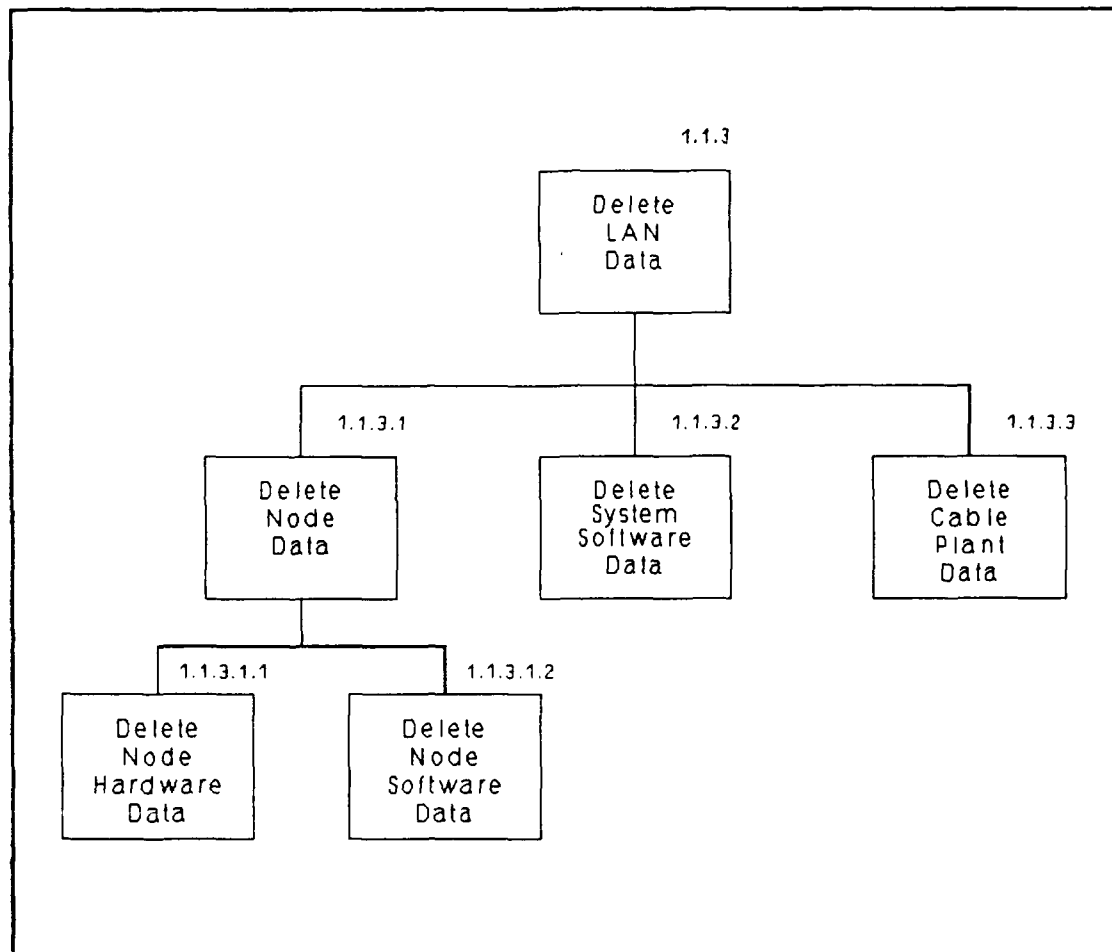 1.1.3
Delete
LAN
Data
1.1.3.1
Delete
Node
Data
1.1.3.2
Delete
System
Software
Data
1.1.3.3
Delete
Cable
Plant
Data
1.1.3.1.1
Delete
Node
Hardware
Data
1.1.3.1.2
Delete
Node
Software
Data